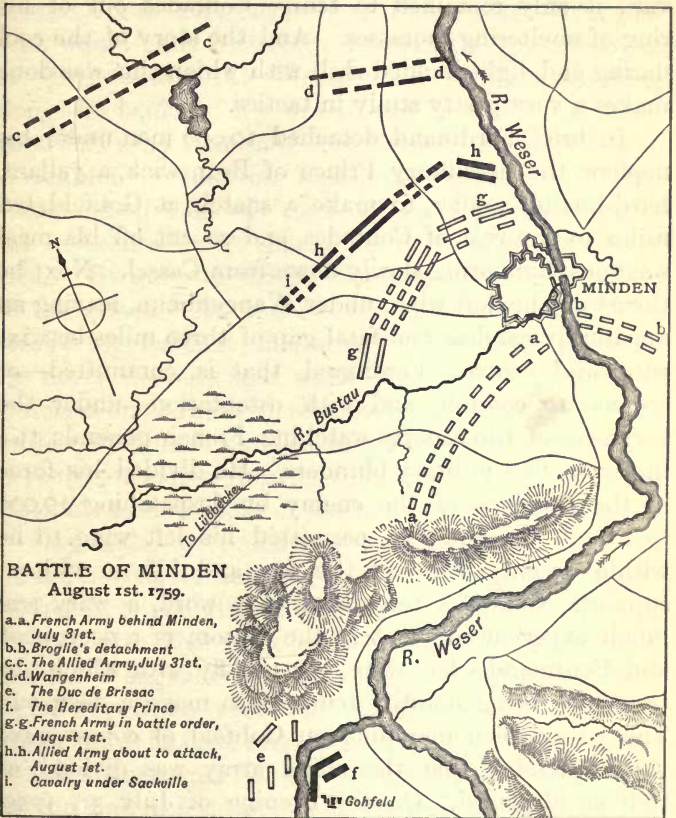 c
c
d
d
h
R. Weser
g
h
i
N
MINDEN
b
b
a
g
R. Bustau
a
To Lübbecke
BATTLE OF MINDEN
August 1st. 1759.
a.a. French Army behind Minden,
July 31st.
b.b. Broglie's detachment
c.c. The Allied Army, July 31st.
d.d. Wangenheim
e. The Duc de Brissac
f. The Hereditary Prince
g.g. French Army in battle order,
August 1st.
h.h. Allied Army about to attack,
August 1st.
i. Cavalry under Sackville
R. Weser
e
f
Gohfeld